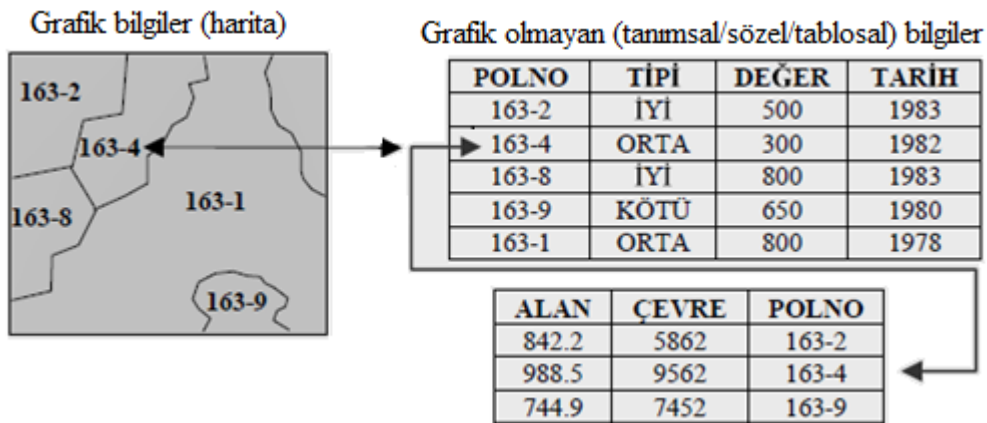 Grafik bilgiler (harita)
163-2
163-4
163-8
163-1
163-9
Grafik olmayan (tanımsal/sözel/tablosal) bilgiler
POLNO TİPİ DEĞER TARİH
163-2 İYİ 500 1983
163-4 ORTA 300 1982
163-8 İYİ 800 1983
163-9 KÖTÜ 650 1980
163-1 ORTA 800 1978
ALAN ÇEVRE POLNO
842.2 5862 163-2
988.5 9562 163-4
744.9 7452 163-9